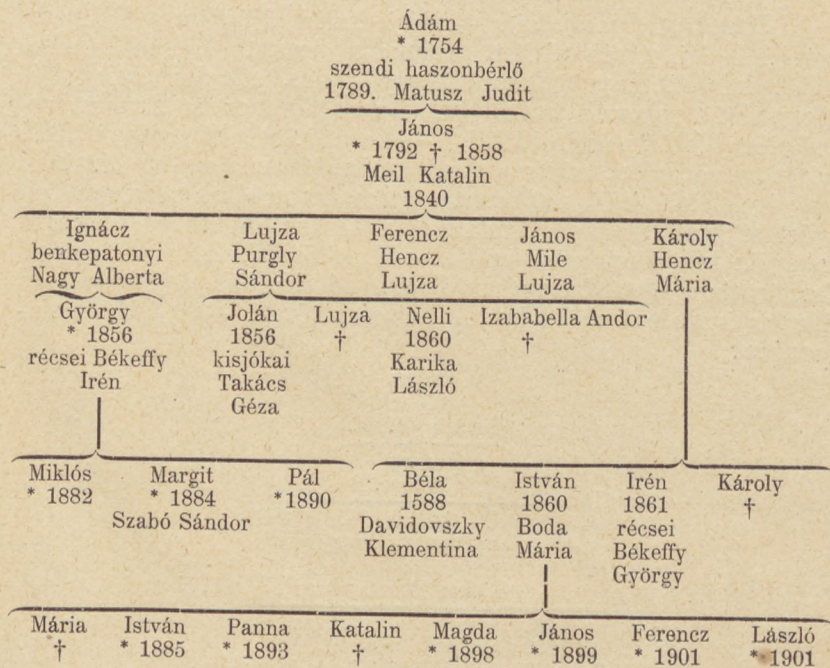 Ádám
* 1754
szendi haszonbérlő
1789. Matusz Judit
János
* 1792 † 1858
Meil Katalin
1840
Ignácz Lujza Ferencz János Károly
benkepatonyi Purgly Hencz Mile Hencz
Nagy Alberta Sándor Lujza Lujza Mária
György Jolán Lujza Nelli Izababella Andor
* 1856 1856 † 1860 †
récsei Békeffy kisjókai Karika
Irén Takács László
Géza
Miklós Margit Pál Béla István Irén Károly
* 1882 * 1884 *1890 1588 1860 1861 †
Szabó Sándor Davidovszky Boda récsei
Klementina Mária Békeffy
György
Mária István Panna Katalin Magda János Ferencz László
† * 1885 * 1893 † * 1898 * 1899 * 1901 * 1901